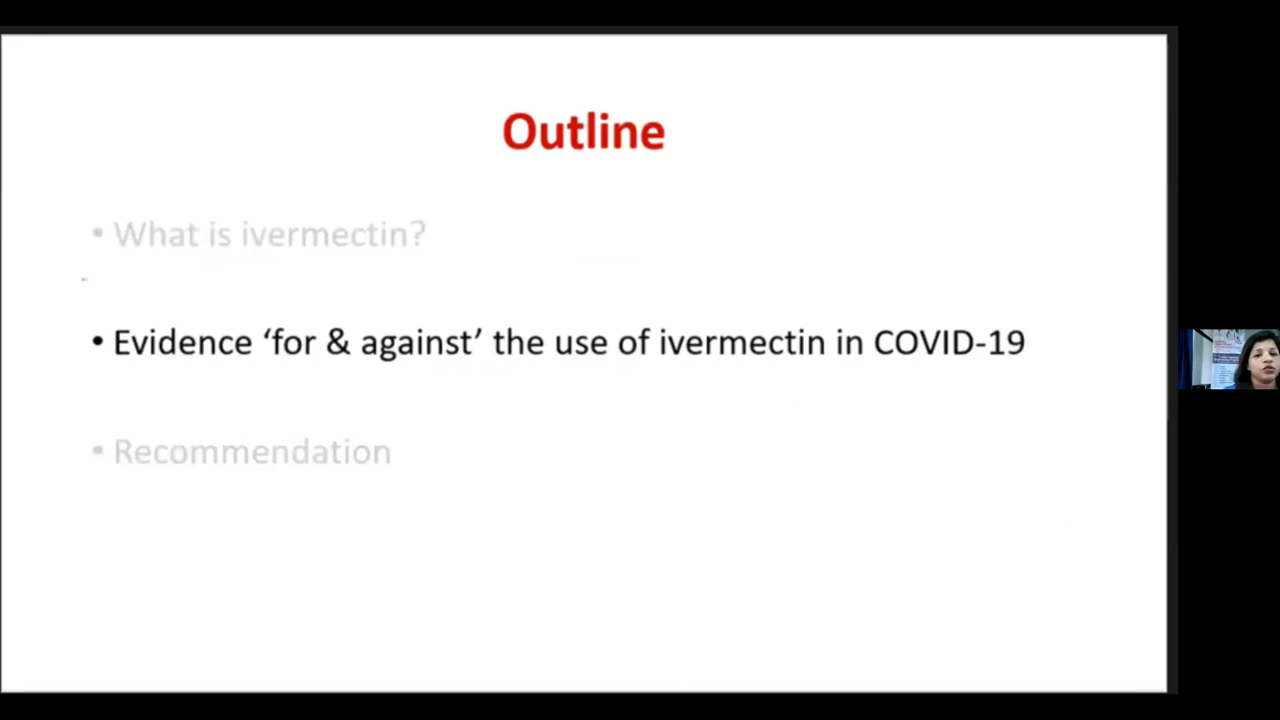 Outline
• What is ivermectin?
• Evidence ‘for & against’ the use of ivermectin in COVID-19
• Recommendation